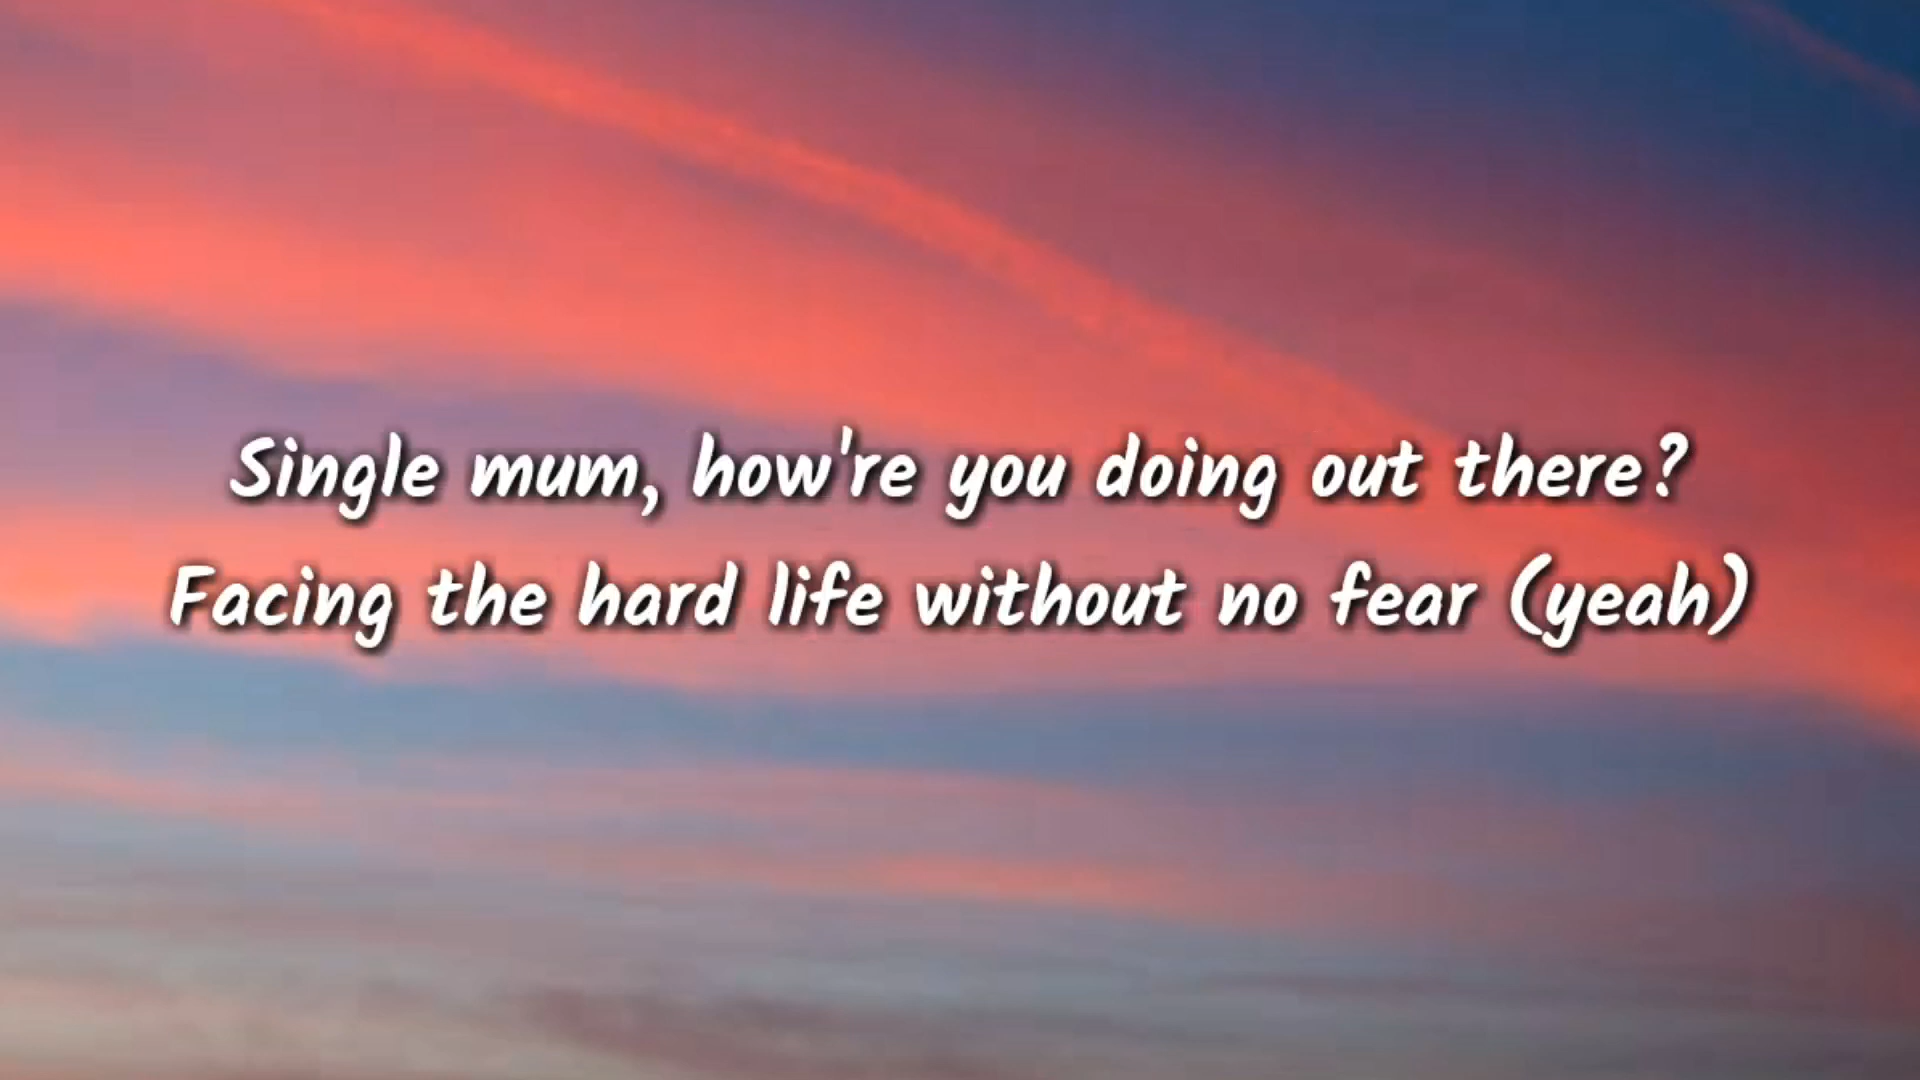 Single mum, how're you doing out there?
Facing the hard life without no fear (yeah)